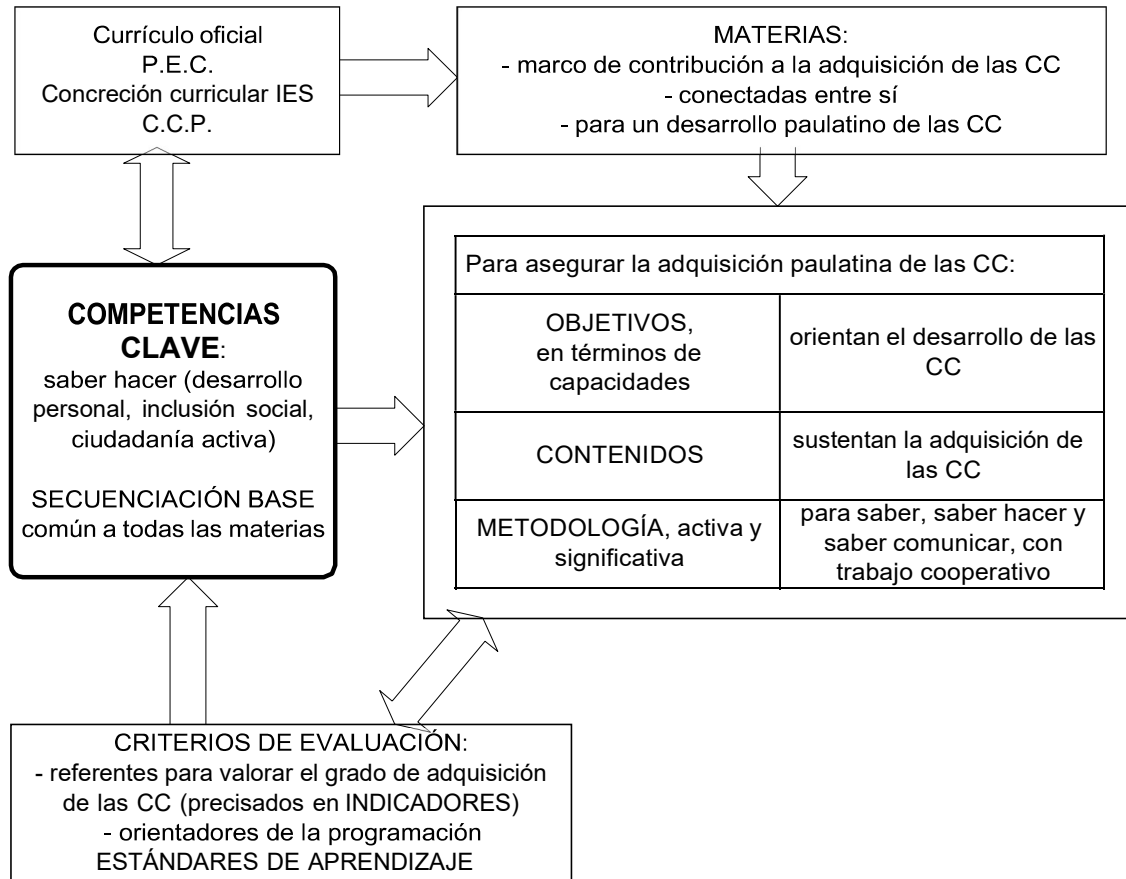 Currículo oficial
P.E.C.
Concreción curricular IES
C.C.P.
MATERIAS:
- marco de contribución a la adquisición de las CC
- conectadas entre sí
- para un desarrollo paulatino de las CC
COMPETENCIAS
CLAVE:
saber hacer (desarrollo
personal, inclusión social,
ciudadanía activa)
SECUENCIACIÓN BASE
común a todas las materias
Para asegurar la adquisición paulatina de las CC:
OBJETIVOS,
en términos de
capacidades
orientan el desarrollo de las
CC
CONTENIDOS
sustentan la adquisición de
las CC
METODOLOGÍA, activa y
significativa
para saber, saber hacer y
saber comunicar, con
trabajo cooperativo
CRITERIOS DE EVALUACIÓN:
- referentes para valorar el grado de adquisición
de las CC (precisados en INDICADORES)
- orientadores de la programación
ESTÁNDARES DE APRENDIZAJE